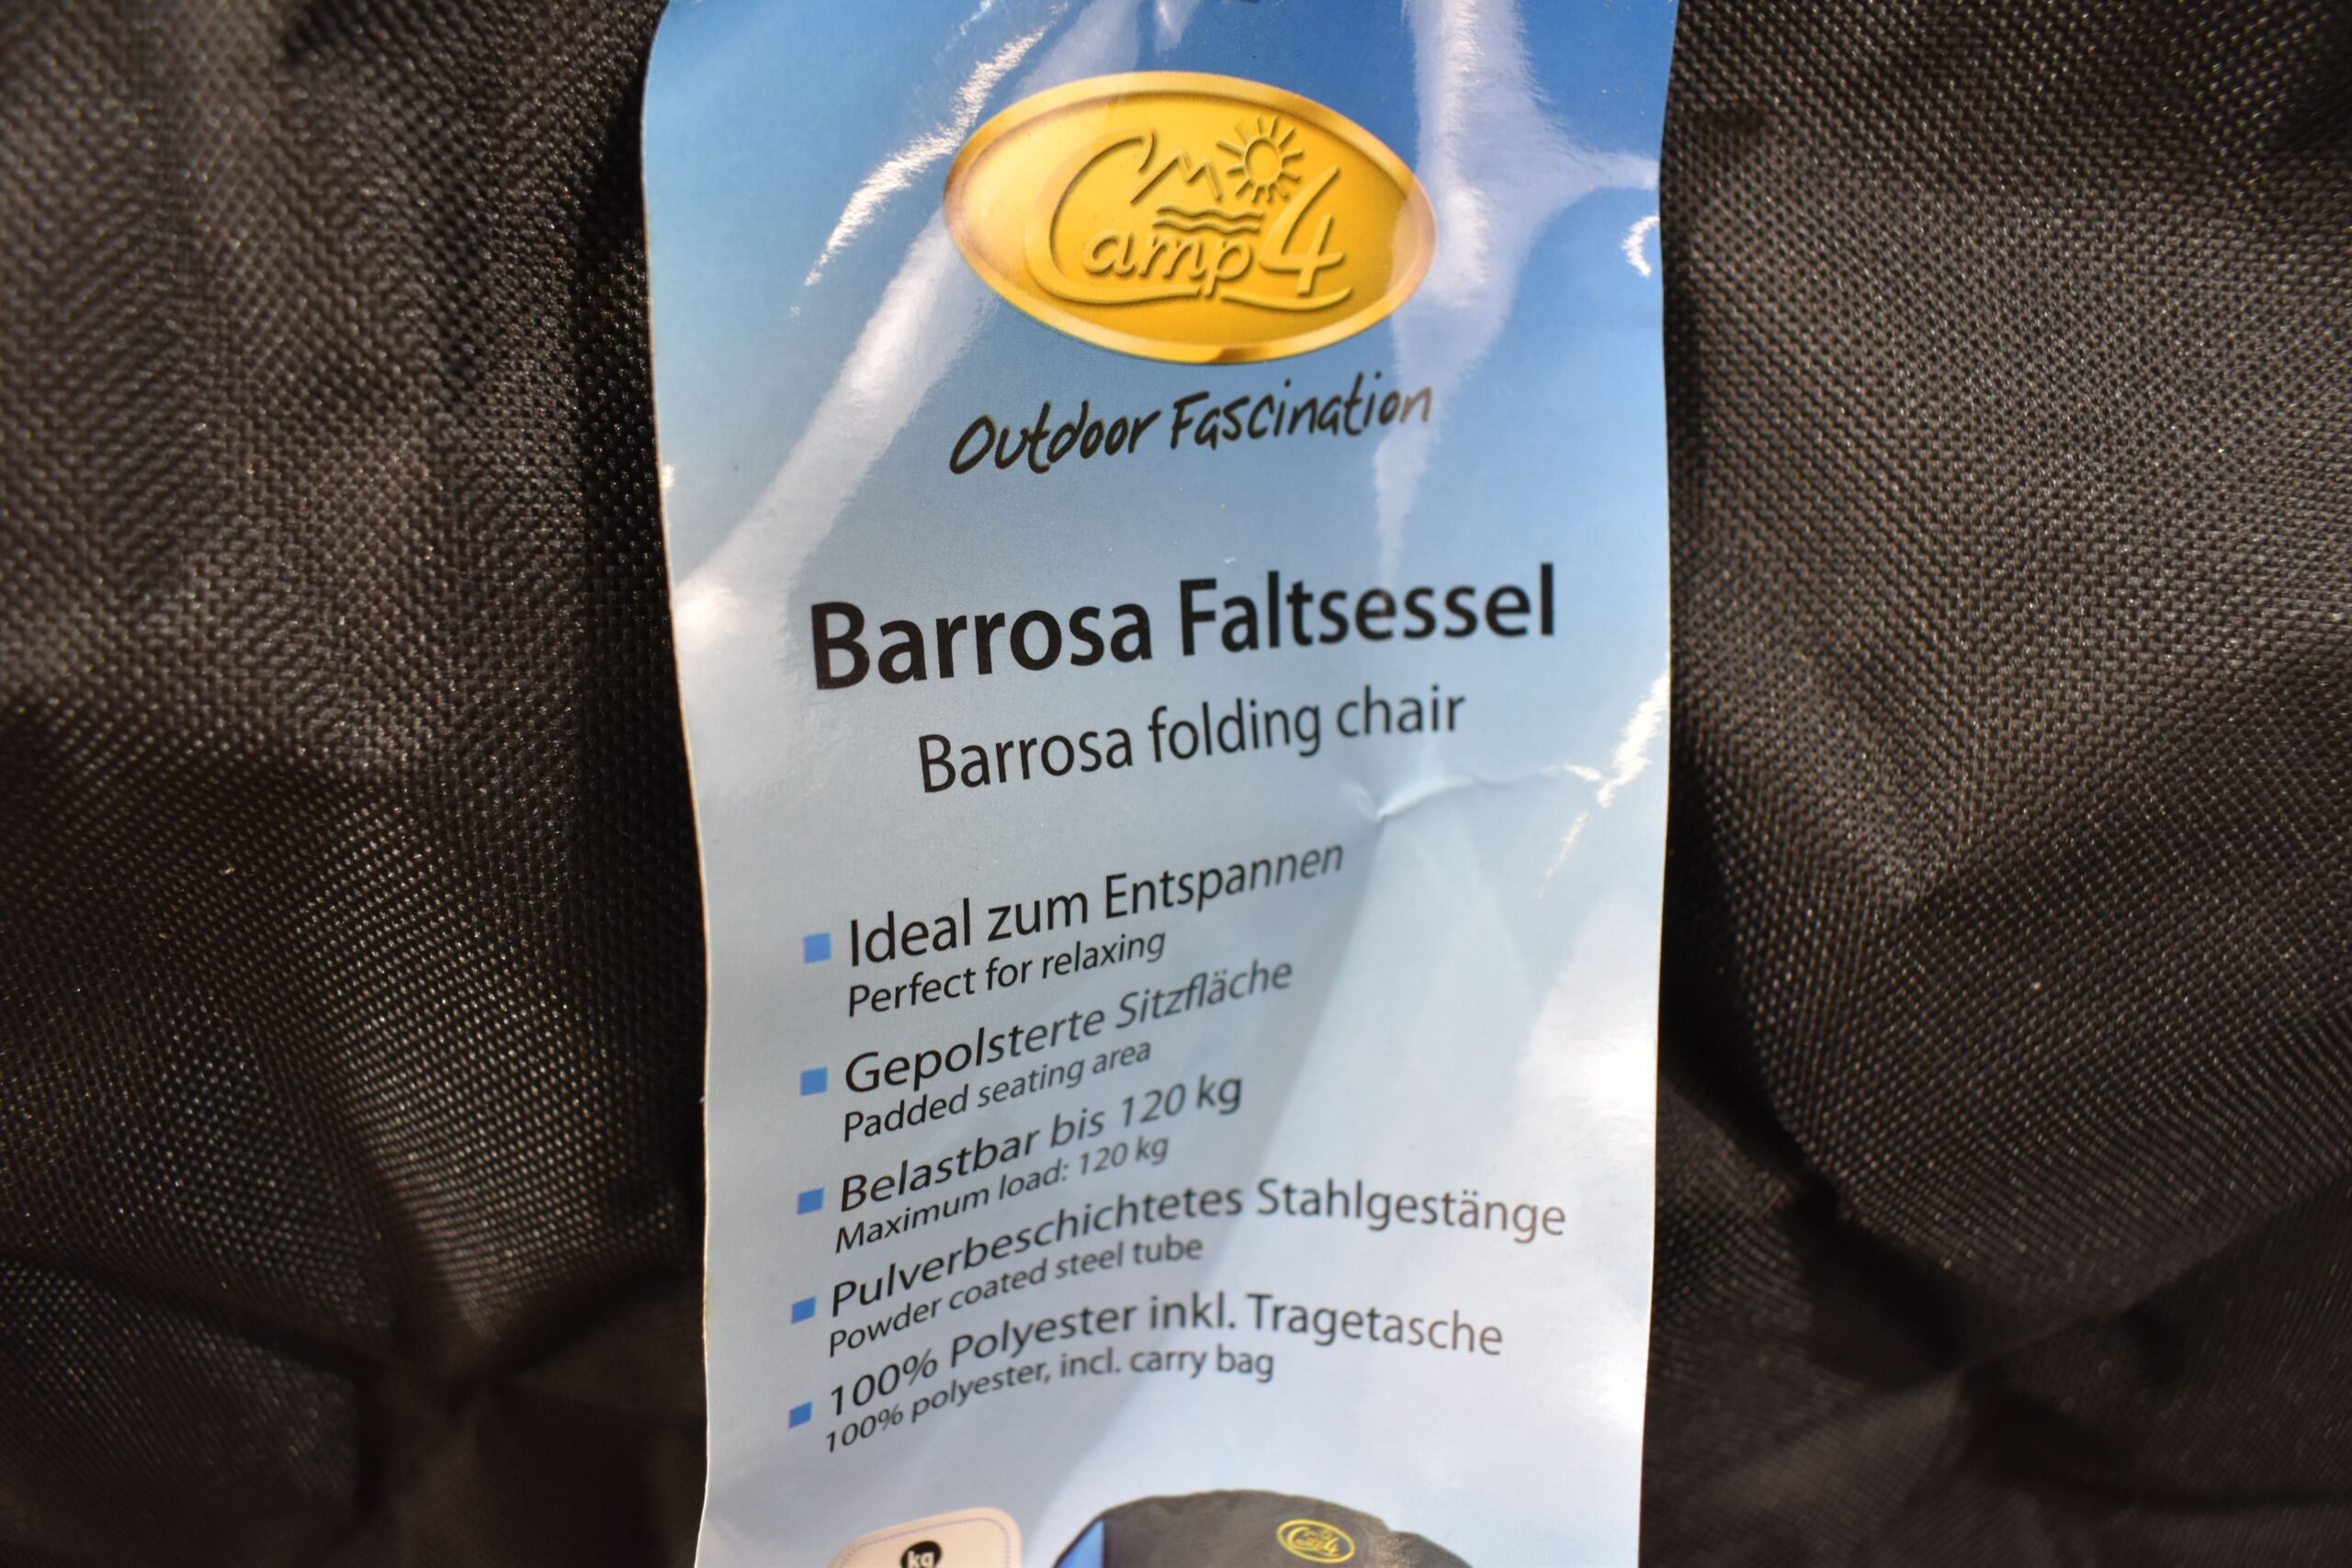 Camp4
Outdoor Fascination
Barrosa Faltsessel
Barrosa folding chair
Ideal zum Entspannen
Perfect for relaxing
Gepolsterte Sitzfläche
Padded seating area
Belastbar bis 120 kg
Maximum load: 120 kg
Pulverbeschichtetes Stahlgestänge
Powder coated steel tube
100% Polyester inkl. Tragetasche
100% polyester, incl. carry bag
kg
Camp4